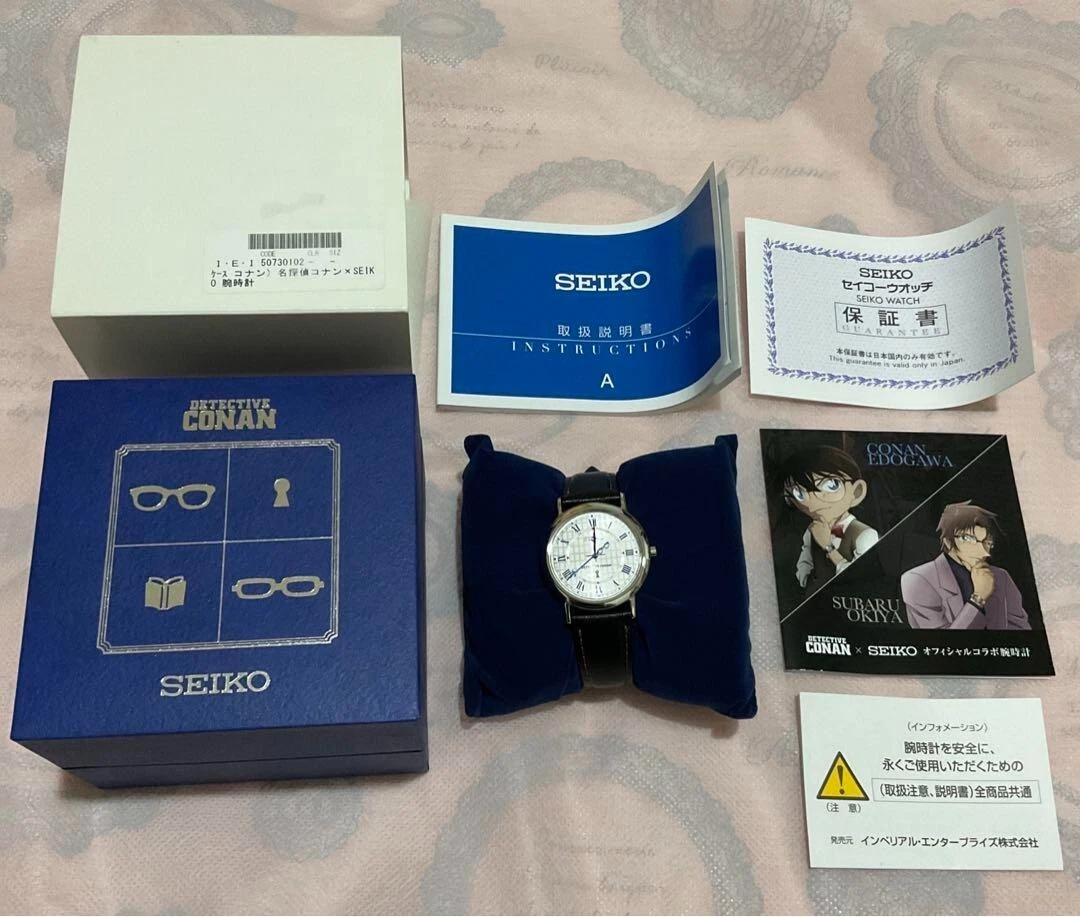 CODE CLR SIZ
I・E・I 50730102 - -
ケース コナン) 名探偵コナン×SEIK
O 腕時計
DETECTIVE
CONAN
SEIKO
SEIKO
取扱説明書
INSTRUCTIONS
A
SEIKO
セイコーウオッチ
SEIKO WATCH
保証書
GUARANTEE
本保証書は日本国内のみ有効です。
This guarantee is valid only in Japan.
CONAN
EDOGAWA
SUBARU
OKIYA
DETECTIVE
CONAN × SEIKO オフィシャルコラボ腕時計
(インフォメーション)
腕時計を安全に、
永くご使用いただくための
(取扱注意、説明書)全商品共通
(注 意)
発売元 インペリアル・エンタープライズ株式会社
Plaisir
Romance